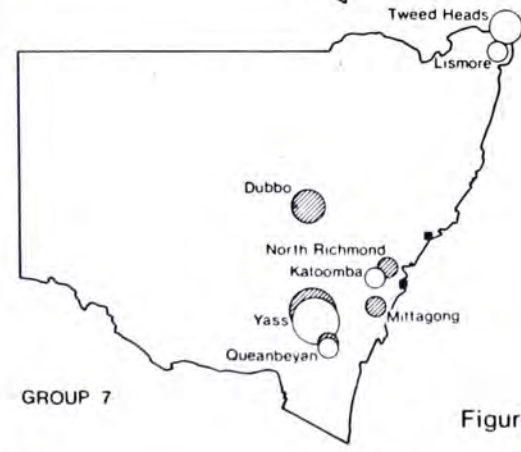 Tweed Heads
Lismore
Dubbo
North Richmond
Katoomba
Yass
Mittagong
Queanbeyan
GROUP 7
Figur